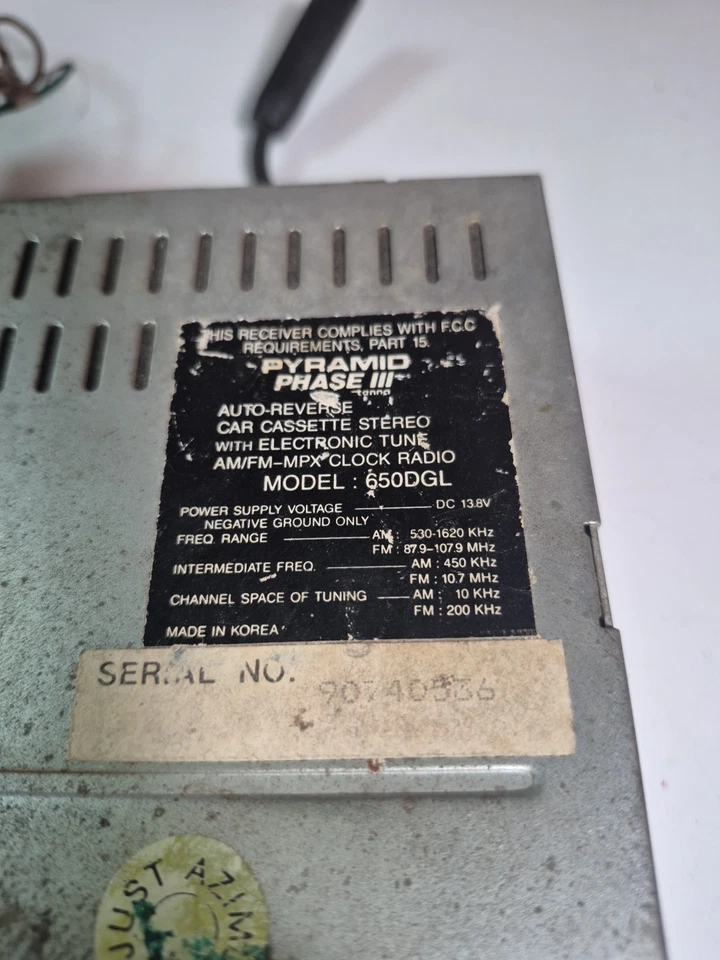 THIS RECEIVER COMPLIES WITH F.C.C
REQUIREMENTS, PART 15.
PYRAMID
PHASE III
AUTO-REVERSE
CAR CASSETTE STEREO
WITH ELECTRONIC TUNE
AM/FM-MPX CLOCK RADIO
MODEL : 650DGL
POWER SUPPLY VOLTAGE DC 13.8V
NEGATIVE GROUND ONLY
FREQ. RANGE AM : 530-1620 KHz
FM : 87.9-107.9 MHz
INTERMEDIATE FREQ. AM : 450 KHz
FM : 10.7 MHz
CHANNEL SPACE OF TUNING AM : 10 KHz
FM : 200 KHz
MADE IN KOREA
SERIAL NO. 90740536
JUST AZIM